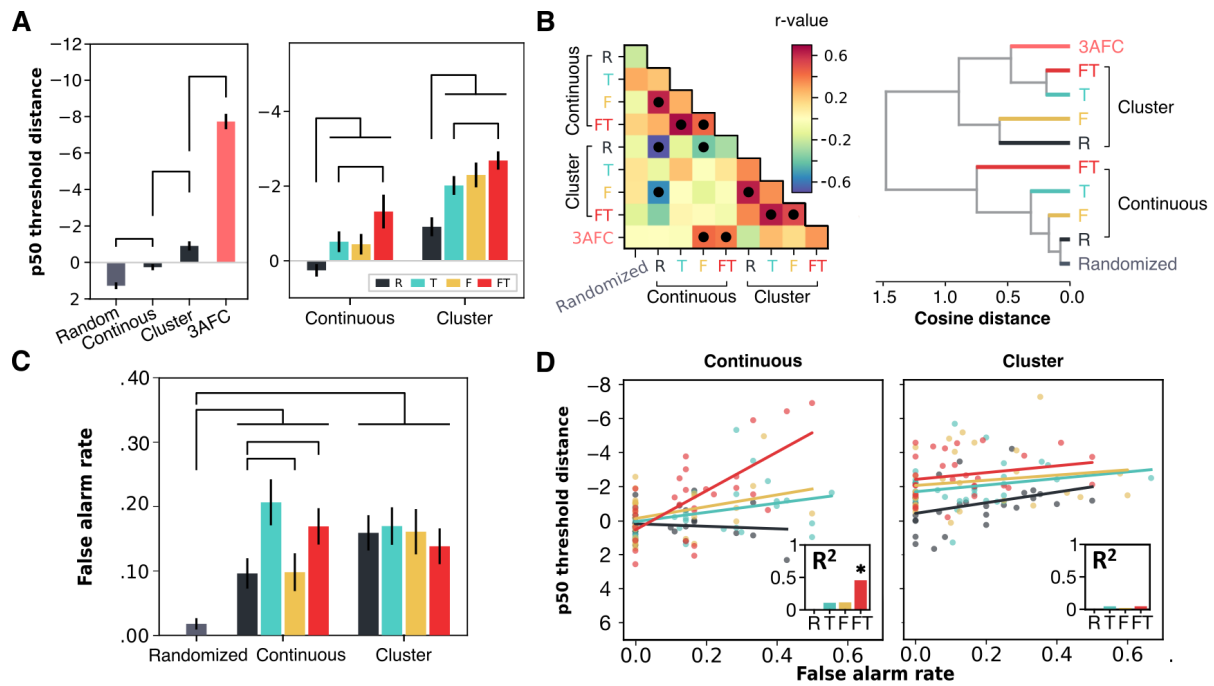 A
p50 threshold distance
−12
−10
−8
−6
−4
−2
0
2
Random
Continous
Cluster
3AFC
−4
−2
0
R T F FT
Continuous
Cluster
B
r-value
0.6
0.2
-0.2
-0.6
Continuous
R
T
F
FT
Cluster
R
T
F
FT
3AFC
Randomized
R T F FT R T F FT
Continuous Cluster
3AFC
FT
T
F
R
Cluster
FT
T
F
R
Randomized
Continuous
1.5 1.0 0.5 0.0
Cosine distance
C
False alarm rate
.40
.30
.20
.10
.00
Randomized Continuous Cluster
D
Continuous
Cluster
p50 threshold distance
−8
−6
−4
−2
0
2
4
6
R²
1
0.5
0
*
R T F FT
R²
1
0.5
0
R T F FT
0.0 0.2 0.4 0.6
0.0 0.2 0.4 0.6
False alarm rate
.